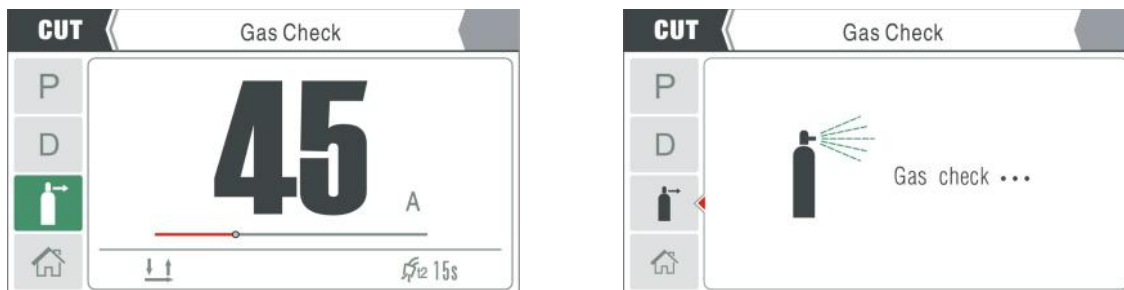 CUT Gas Check
P
D
45 A
t2 15s
CUT Gas Check
P
D
Gas check •••